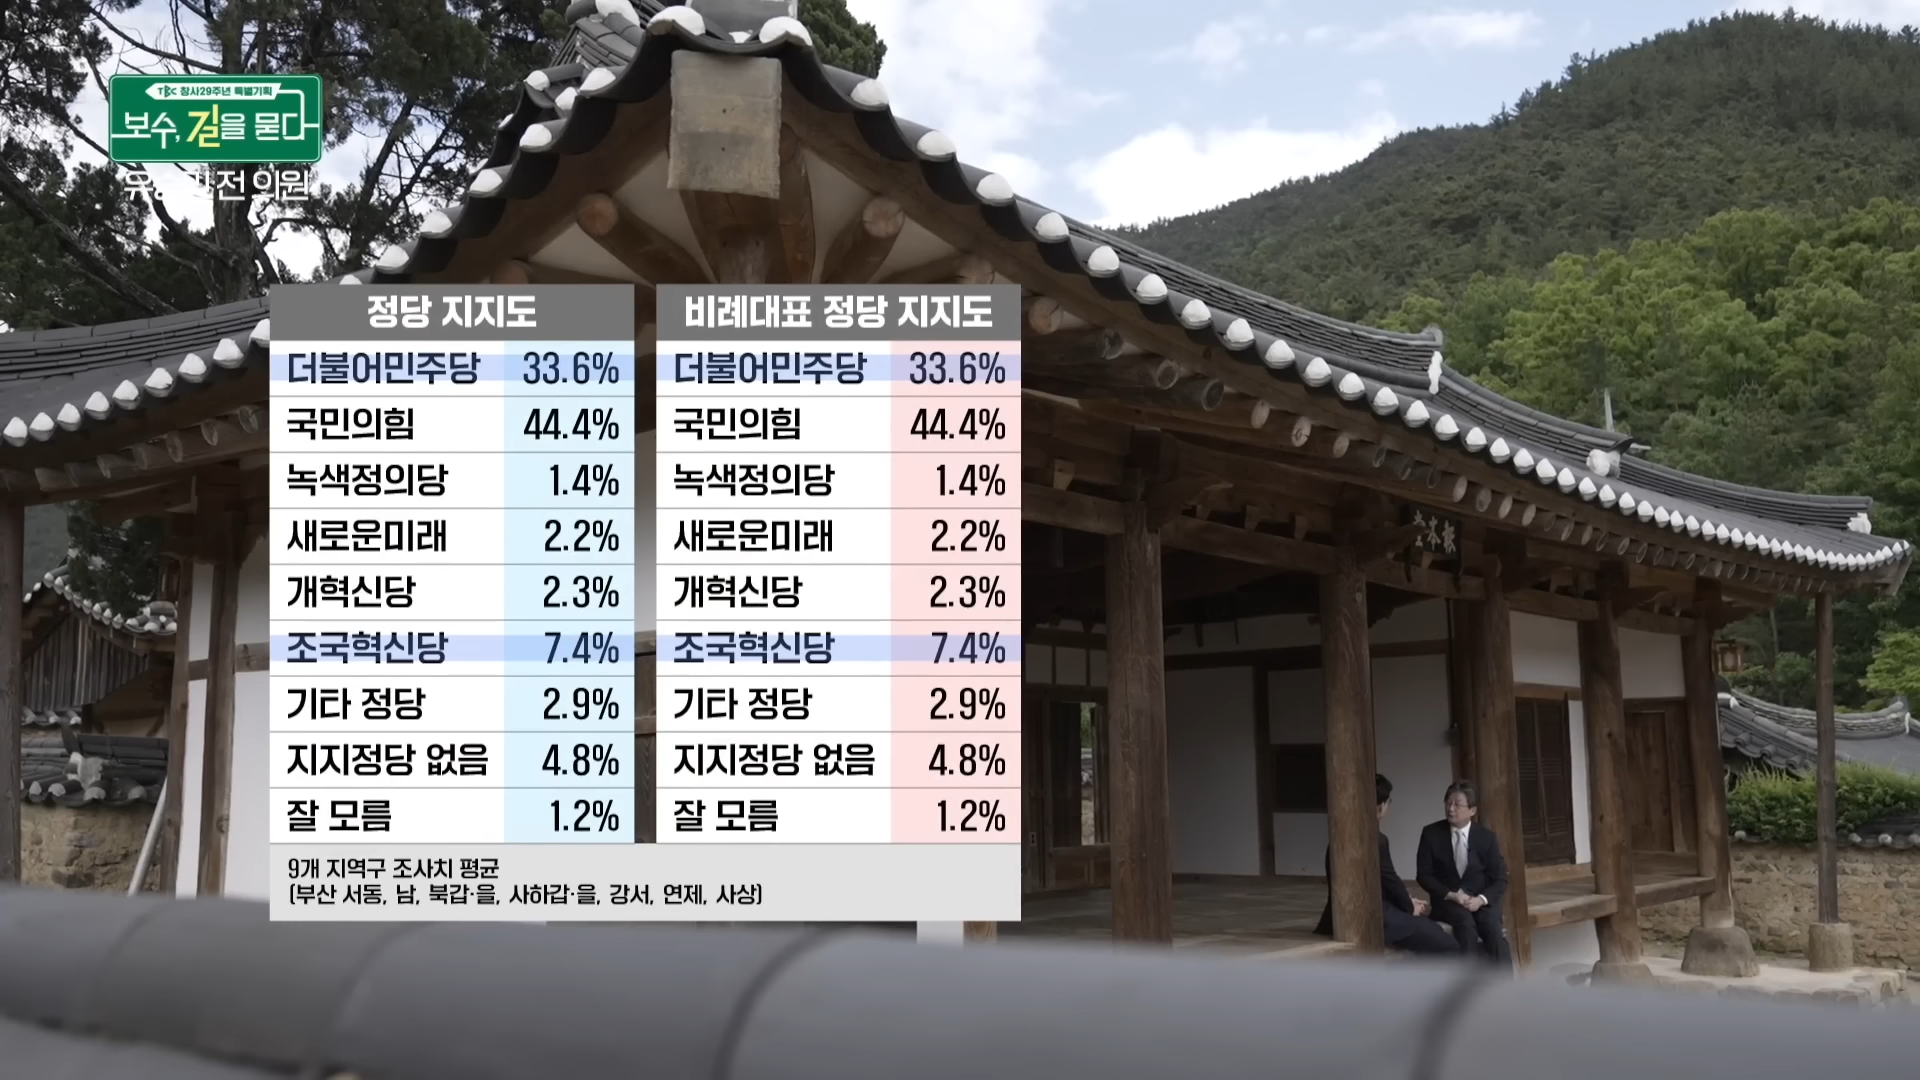 TBC 창사29주년 특별기획
보수, 길을 묻다
전 의원
정당 지지도
더불어민주당 33.6%
국민의힘 44.4%
녹색정의당 1.4%
새로운미래 2.2%
개혁신당 2.3%
조국혁신당 7.4%
기타 정당 2.9%
지지정당 없음 4.8%
잘 모름 1.2%
비례대표 정당 지지도
더불어민주당 33.6%
국민의힘 44.4%
녹색정의당 1.4%
새로운미래 2.2%
개혁신당 2.3%
조국혁신당 7.4%
기타 정당 2.9%
지지정당 없음 4.8%
잘 모름 1.2%
9개 지역구 조사치 평균
(부산 서동, 남, 북갑·을, 사하갑·을, 강서, 연제, 사상)